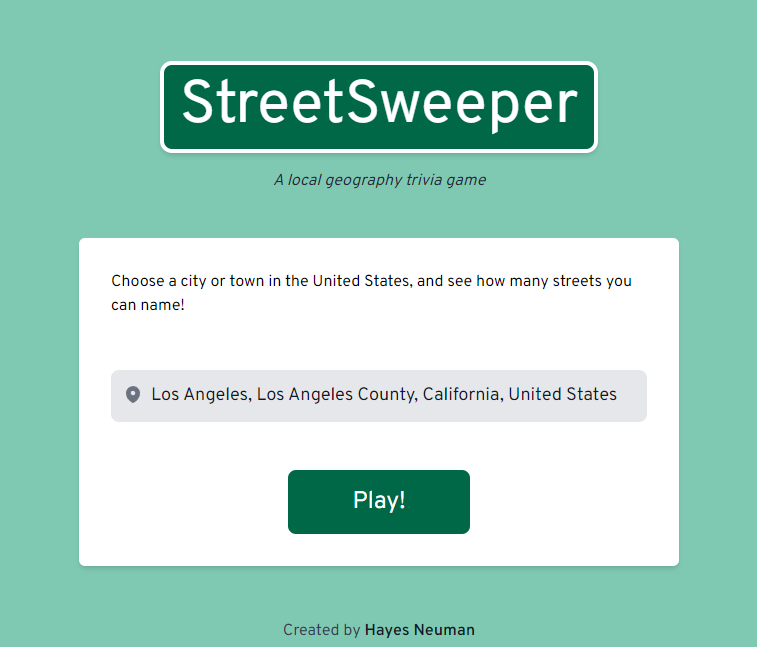 StreetSweeper
A local geography trivia game
Choose a city or town in the United States, and see how many streets you
can name!
Los Angeles, Los Angeles County, California, United States
Play!
Created by Hayes Neuman